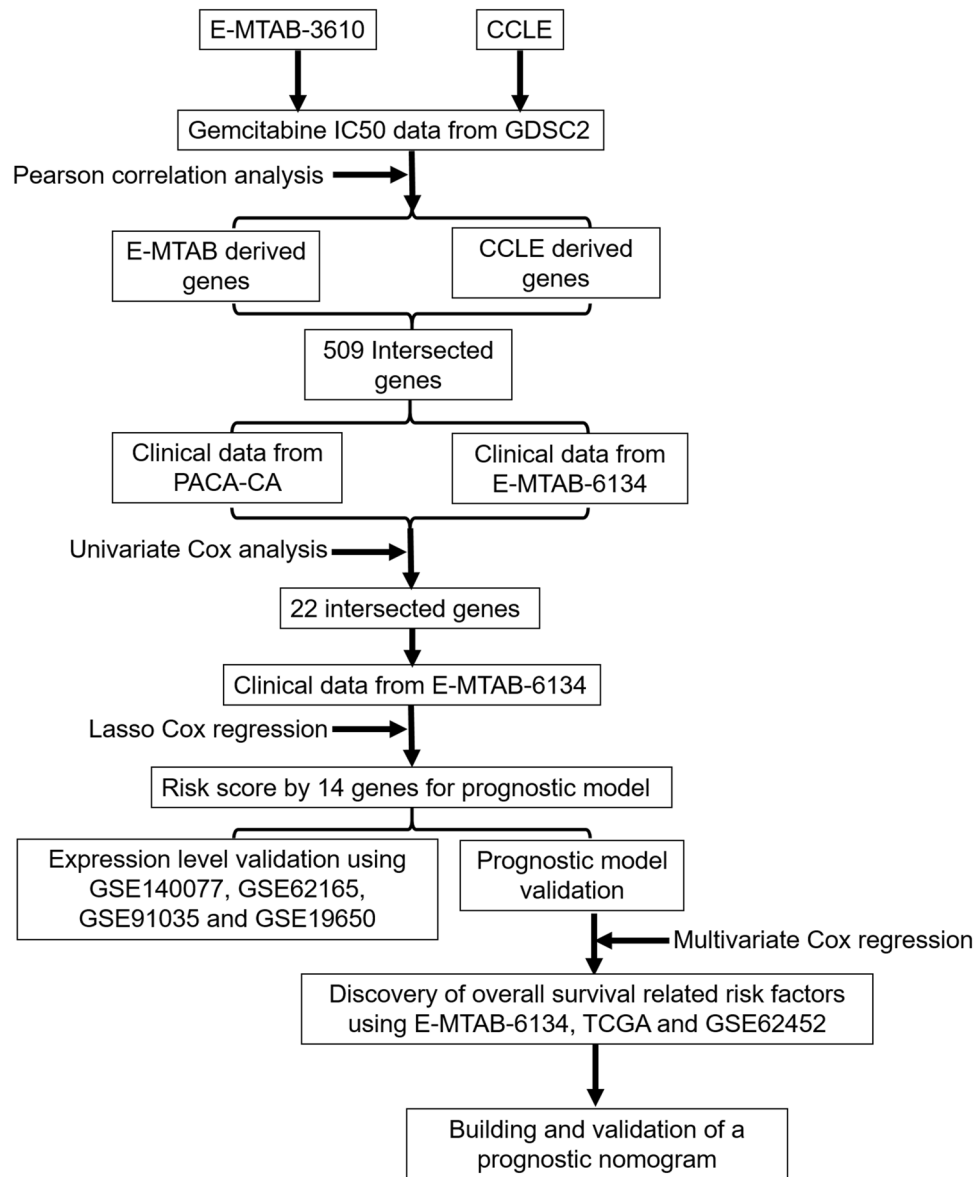 E-MTAB-3610
CCLE
Gemcitabine IC50 data from GDSC2
Pearson correlation analysis
E-MTAB derived
genes
CCLE derived
genes
509 Intersected
genes
Clinical data from
PACA-CA
Clinical data from
E-MTAB-6134
Univariate Cox analysis
22 intersected genes
Clinical data from E-MTAB-6134
Lasso Cox regression
Risk score by 14 genes for prognostic model
Expression level validation using
GSE140077, GSE62165,
GSE91035 and GSE19650
Prognostic model
validation
Multivariate Cox regression
Discovery of overall survival related risk factors
using E-MTAB-6134, TCGA and GSE62452
Building and validation of a
prognostic nomogram